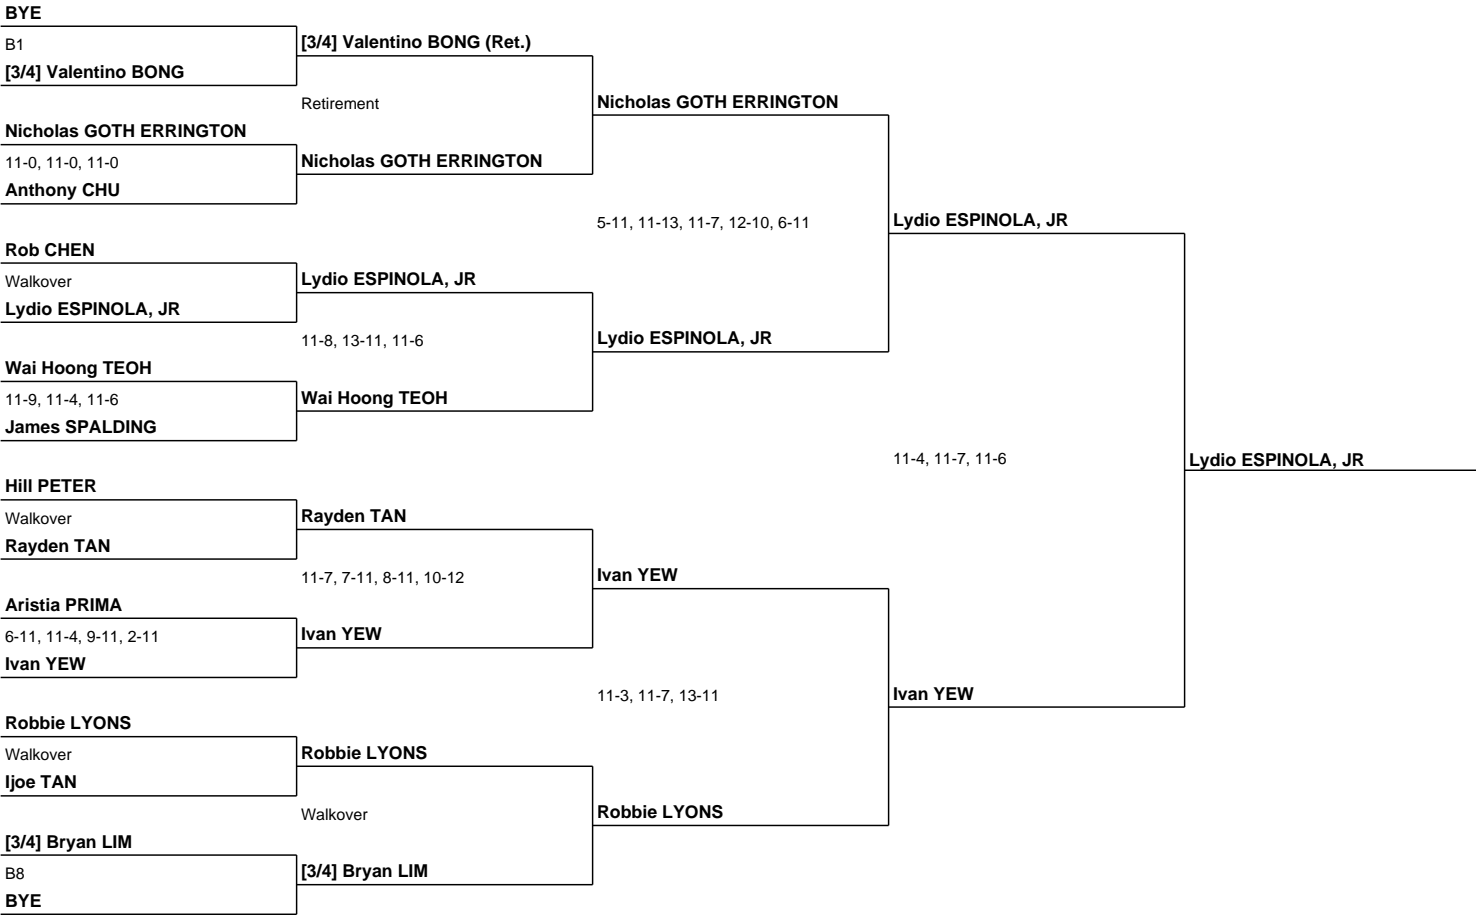 BYE
B1
[3/4] Valentino BONG
Nicholas GOTH ERRINGTON
11-0, 11-0, 11-0
Anthony CHU
Rob CHEN
Walkover
Lydio ESPINOLA, JR
Wai Hoong TEOH
11-9, 11-4, 11-6
James SPALDING
Hill PETER
Walkover
Rayden TAN
Aristia PRIMA
6-11, 11-4, 9-11, 2-11
Ivan YEW
Robbie LYONS
Walkover
Ijoe TAN
[3/4] Bryan LIM
B8
BYE
[3/4] Valentino BONG (Ret.)
Retirement
Nicholas GOTH ERRINGTON
Lydio ESPINOLA, JR
11-8, 13-11, 11-6
Wai Hoong TEOH
Rayden TAN
11-7, 7-11, 8-11, 10-12
Ivan YEW
Robbie LYONS
Walkover
[3/4] Bryan LIM
Nicholas GOTH ERRINGTON
5-11, 11-13, 11-7, 12-10, 6-11
Lydio ESPINOLA, JR
Ivan YEW
11-3, 11-7, 13-11
Robbie LYONS
Lydio ESPINOLA, JR
11-4, 11-7, 11-6
Ivan YEW
Lydio ESPINOLA, JR